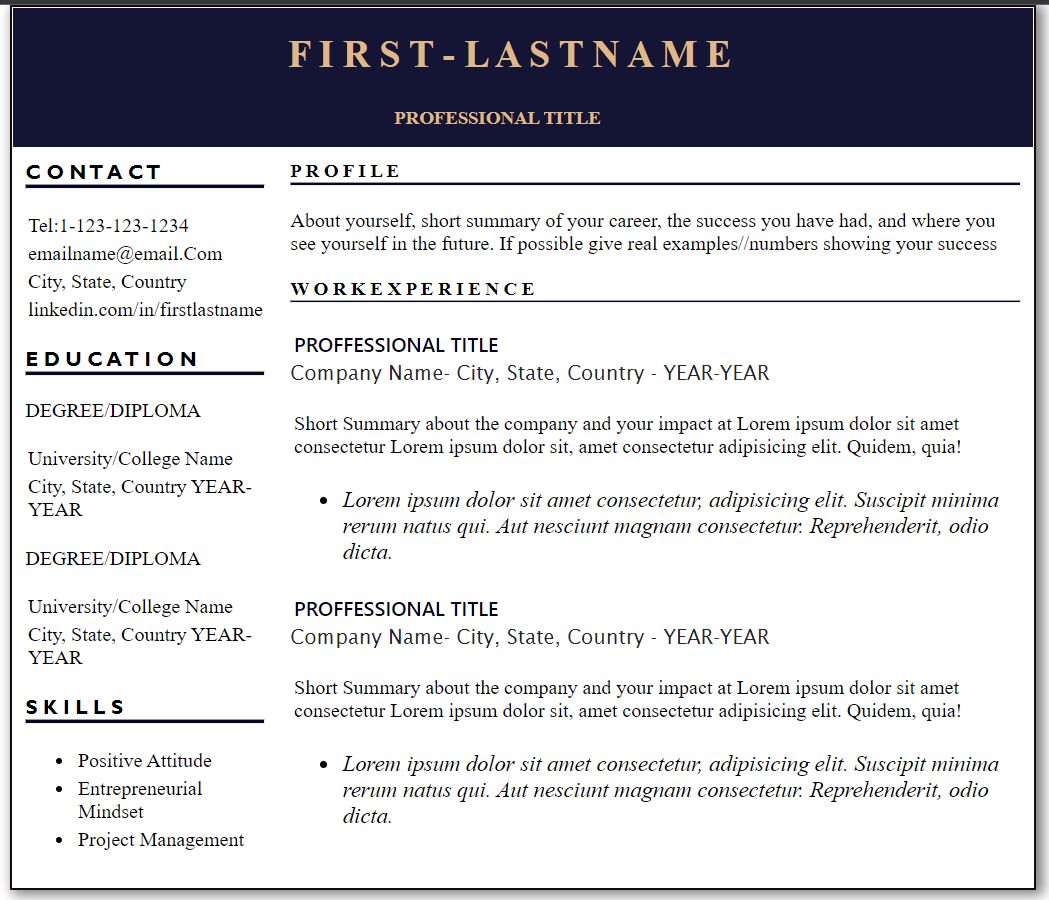 FIRST-LASTNAME
PROFESSIONAL TITLE
CONTACT
Tel:1-123-123-1234
emailname@email.Com
City, State, Country
linkedin.com/in/firstlastname
EDUCATION
DEGREE/DIPLOMA
University/College Name
City, State, Country YEAR-
YEAR
DEGREE/DIPLOMA
University/College Name
City, State, Country YEAR-
YEAR
SKILLS
• Positive Attitude
• Entrepreneurial
Mindset
• Project Management
PROFILE
About yourself, short summary of your career, the success you have had, and where you
see yourself in the future. If possible give real examples//numbers showing your success
WORKEXPERIENCE
PROFFESSIONAL TITLE
Company Name- City, State, Country - YEAR-YEAR
Short Summary about the company and your impact at Lorem ipsum dolor sit amet
consectetur Lorem ipsum dolor sit, amet consectetur adipisicing elit. Quidem, quia!
• Lorem ipsum dolor sit amet consectetur, adipisicing elit. Suscipit minima
rerum natus qui. Aut nesciunt magnam consectetur. Reprehenderit, odio
dicta.
PROFFESSIONAL TITLE
Company Name- City, State, Country - YEAR-YEAR
Short Summary about the company and your impact at Lorem ipsum dolor sit amet
consectetur Lorem ipsum dolor sit, amet consectetur adipisicing elit. Quidem, quia!
• Lorem ipsum dolor sit amet consectetur, adipisicing elit. Suscipit minima
rerum natus qui. Aut nesciunt magnam consectetur. Reprehenderit, odio
dicta.